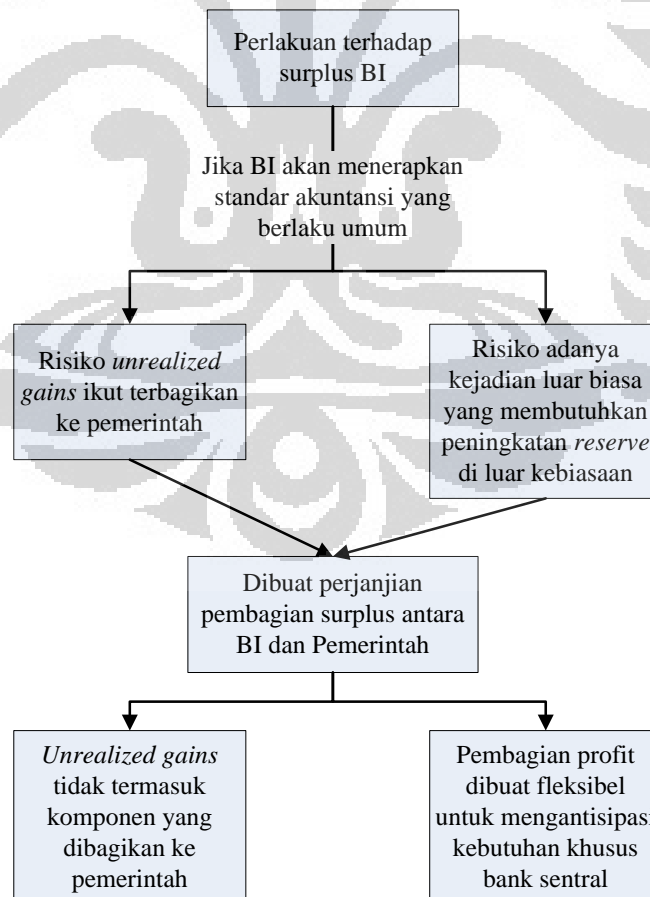 Perlakuan terhadap
surplus BI
Jika BI akan menerapkan
standar akuntansi yang
berlaku umum
Risiko unrealized
gains ikut terbagikan
ke pemerintah
Risiko adanya
kejadian luar biasa
yang membutuhkan
peningkatan reserve
di luar kebiasaan
Dibuat perjanjian
pembagian surplus antara
BI dan Pemerintah
Unrealized gains
tidak termasuk
komponen yang
dibagikan ke
pemerintah
Pembagian profit
dibuat fleksibel
untuk mengantisipasi
kebutuhan khusus
bank sentral